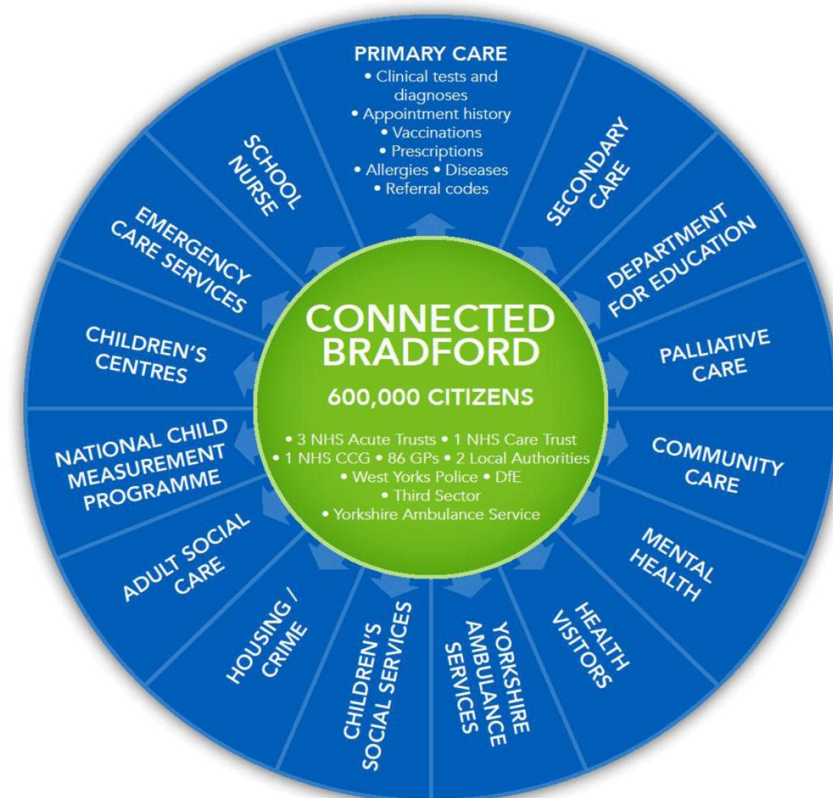 PRIMARY CARE
• Clinical tests and
diagnoses
• Appointment history
• Vaccinations
• Prescriptions
• Allergies • Diseases
• Referral codes
SECONDARY
CARE
DEPARTMENT
FOR EDUCATION
PALLIATIVE
CARE
COMMUNITY
CARE
MENTAL
HEALTH
HEALTH
VISITORS
YORKSHIRE
AMBULANCE
SERVICES
CHILDREN'S
SOCIAL SERVICES
HOUSING /
CRIME
ADULT SOCIAL
CARE
NATIONAL CHILD
MEASUREMENT
PROGRAMME
CHILDREN'S
CENTRES
EMERGENCY
CARE SERVICES
SCHOOL
NURSE
CONNECTED
BRADFORD
600,000 CITIZENS
• 3 NHS Acute Trusts • 1 NHS Care Trust
• 1 NHS CCG • 86 GPs • 2 Local Authorities
• West Yorks Police • DfE
• Third Sector
• Yorkshire Ambulance Service